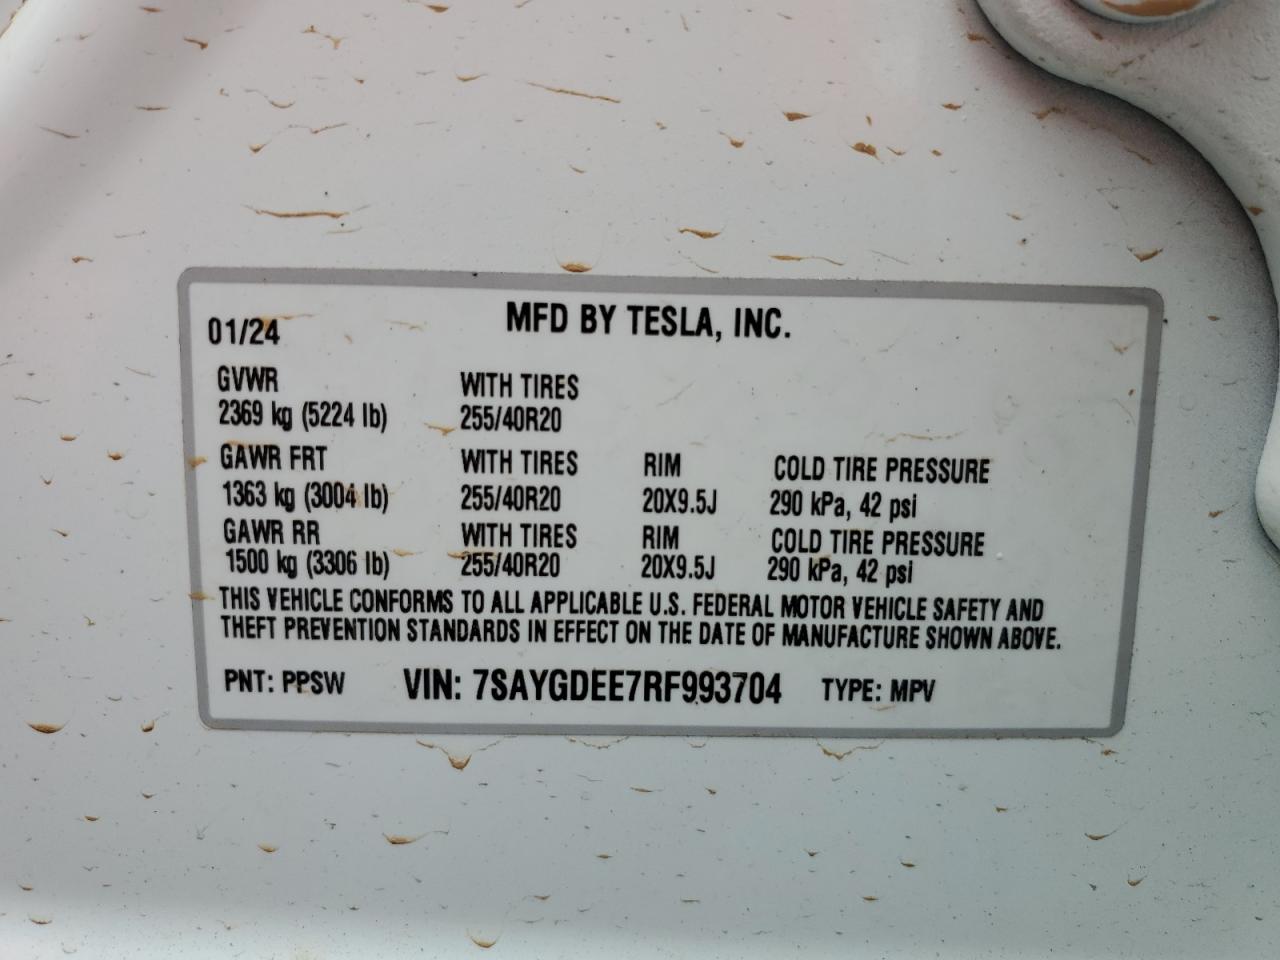 01/24 MFD BY TESLA, INC.
GVWR WITH TIRES
2369 kg (5224 lb) 255/40R20
GAWR FRT WITH TIRES RIM COLD TIRE PRESSURE
1363 kg (3004 lb) 255/40R20 20X9.5J 290 kPa, 42 psi
GAWR RR WITH TIRES RIM COLD TIRE PRESSURE
1500 kg (3306 lb) 255/40R20 20X9.5J 290 kPa, 42 psi
THIS VEHICLE CONFORMS TO ALL APPLICABLE U.S. FEDERAL MOTOR VEHICLE SAFETY AND
THEFT PREVENTION STANDARDS IN EFFECT ON THE DATE OF MANUFACTURE SHOWN ABOVE.
PNT: PPSW VIN: 7SAYGDEE7RF993704 TYPE: MPV